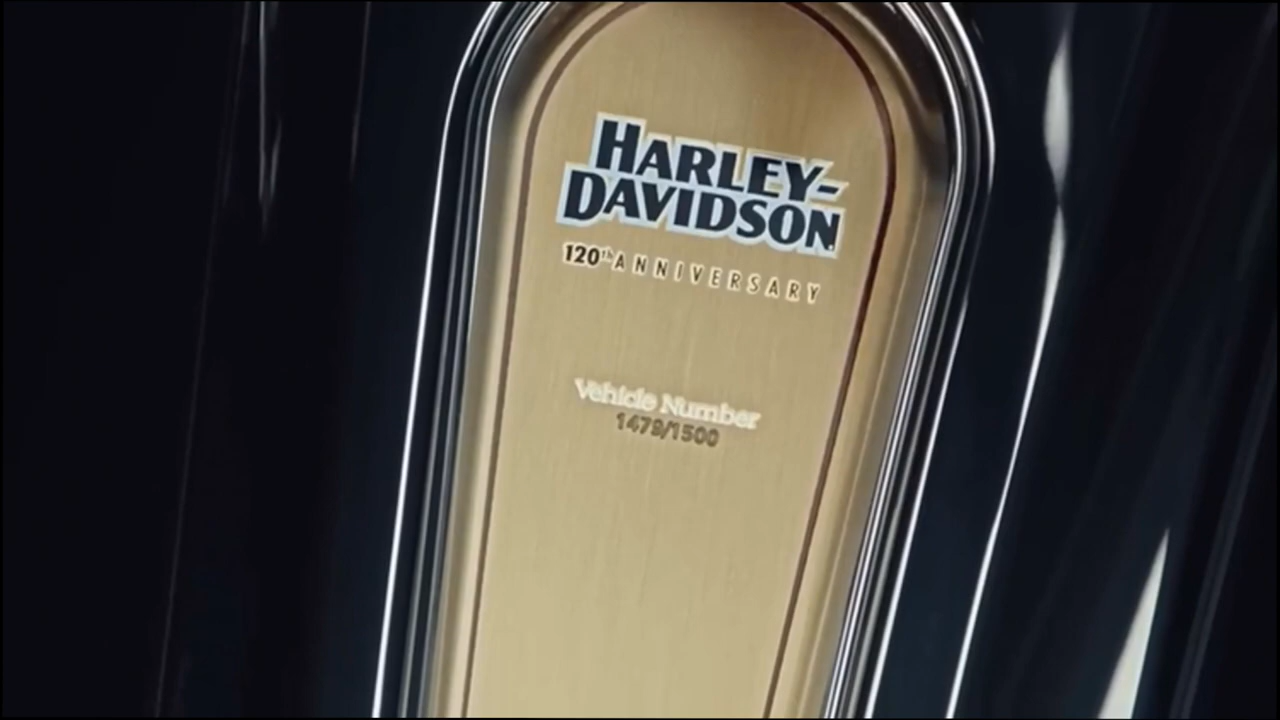 HARLEY-
DAVIDSON
120th ANNIVERSARY
Vehicle Number
1479/1500